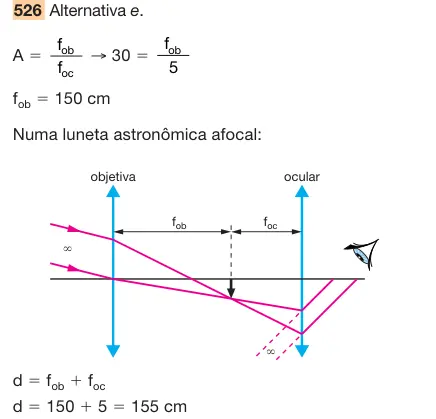 526 Alternativa e.
A = f_ob / f_oc → 30 = f_ob / 5
f_ob = 150 cm
Numa luneta astronômica afocal:
objetiva ocular
f_ob f_oc
∞
∞
d = f_ob + f_oc
d = 150 + 5 = 155 cm